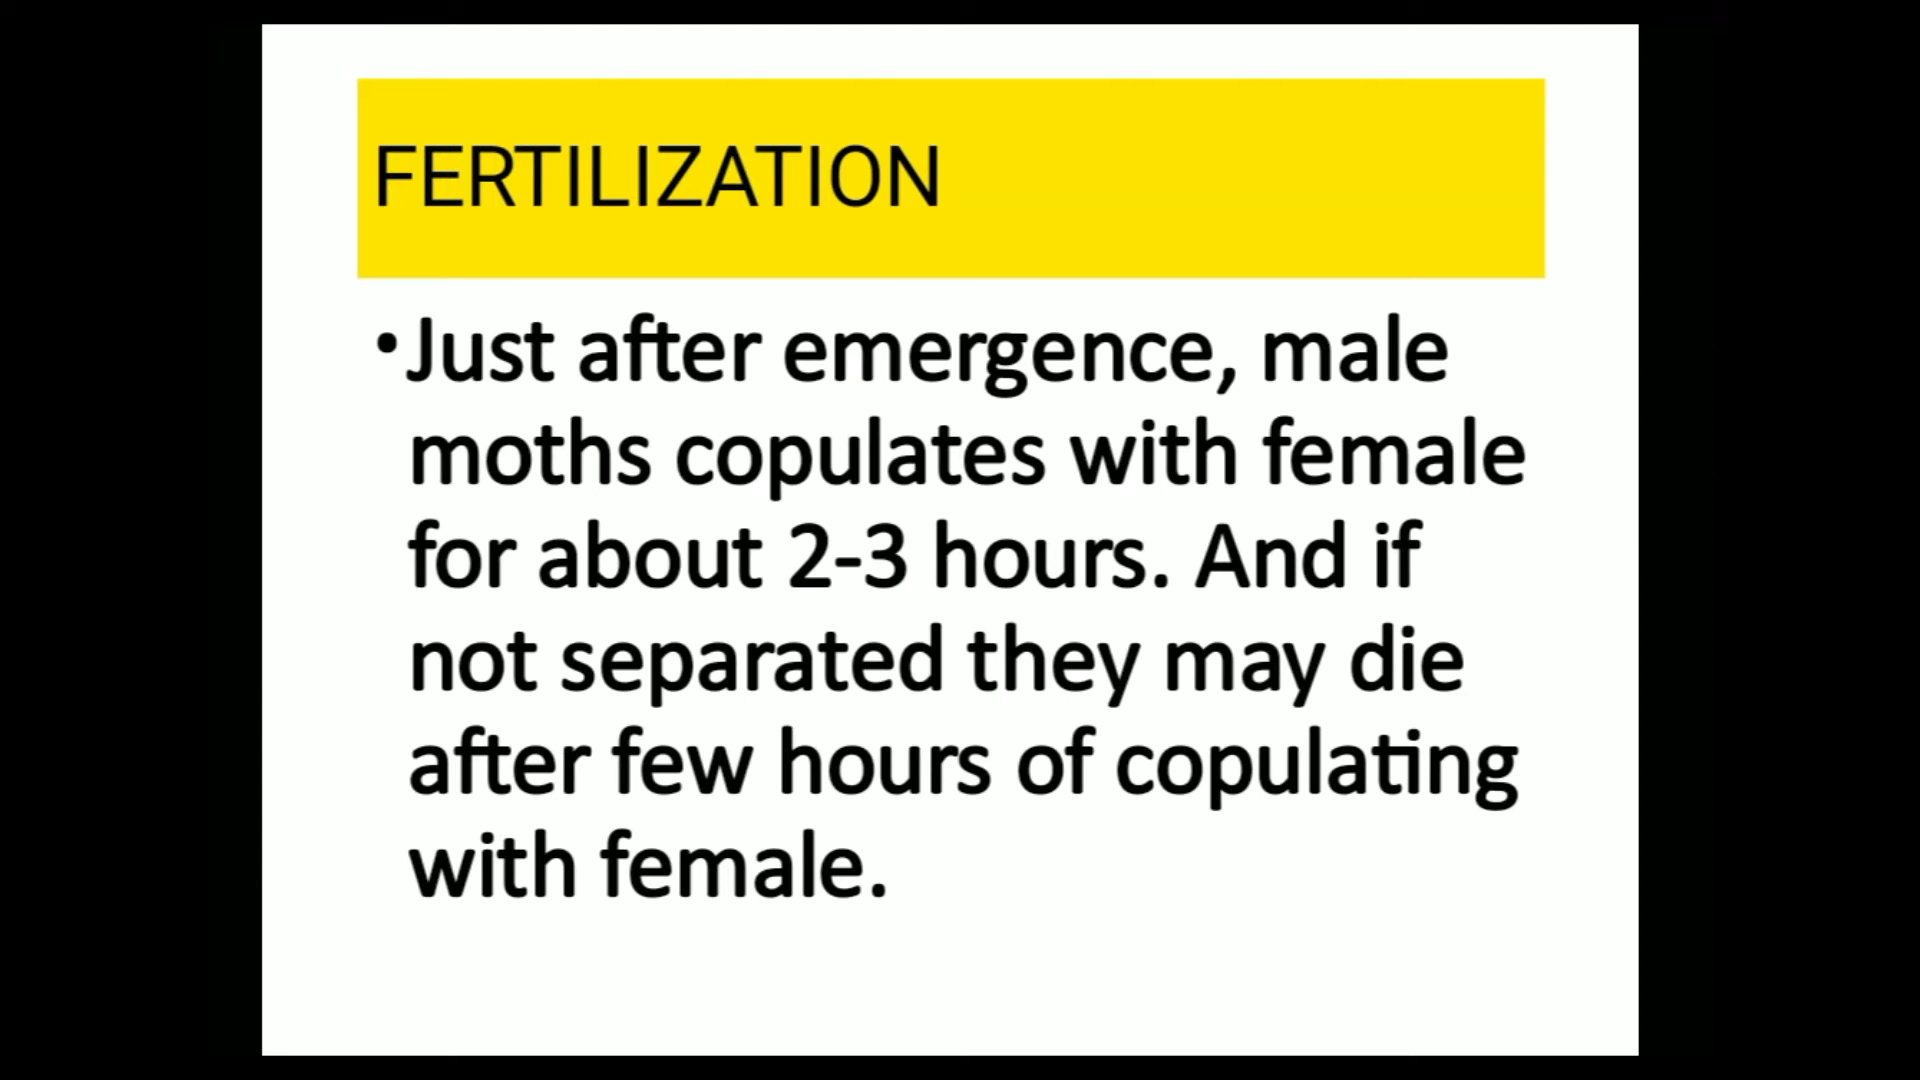 FERTILIZATION
•Just after emergence, male
moths copulates with female
for about 2-3 hours. And if
not separated they may die
after few hours of copulating
with female.